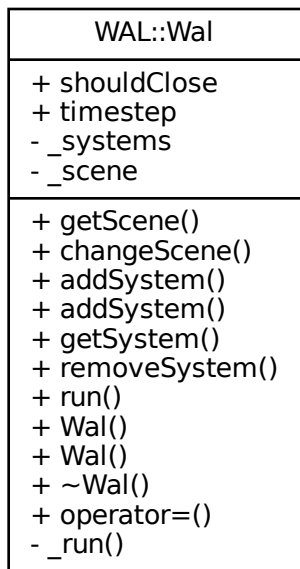 WAL::Wal
+ shouldClose
+ timestep
- _systems
- _scene
+ getScene()
+ changeScene()
+ addSystem()
+ addSystem()
+ getSystem()
+ removeSystem()
+ run()
+ Wal()
+ Wal()
+ ~Wal()
+ operator=()
- _run()